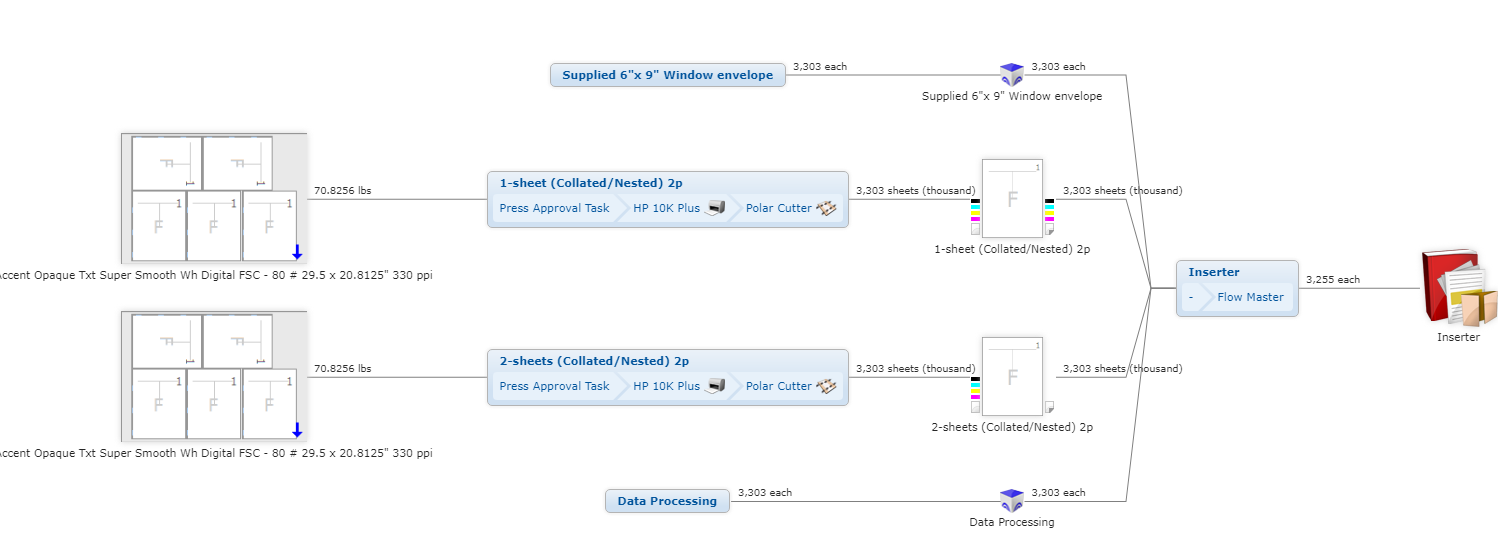 3,303 each
3,303 each
Supplied 6"x 9" Window envelope
Supplied 6"x 9" Window envelope
70.8256 lbs
1-sheet (Collated/Nested) 2p
3,303 sheets (thousand)
1
3,303 sheets (thousand)
1 1 1
F F F
Press Approval Task
HP 10K Plus
Polar Cutter
F
1-sheet (Collated/Nested) 2p
Accent Opaque Txt Super Smooth Wh Digital FSC - 80 # 29.5 x 20.8125" 330 ppi
Inserter
3,255 each
-
Flow Master
Inserter
70.8256 lbs
2-sheets (Collated/Nested) 2p
3,303 sheets (thousand)
1
3,303 sheets (thousand)
1 1 1
F F F
Press Approval Task
HP 10K Plus
Polar Cutter
F
2-sheets (Collated/Nested) 2p
Accent Opaque Txt Super Smooth Wh Digital FSC - 80 # 29.5 x 20.8125" 330 ppi
Data Processing
3,303 each
3,303 each
Data Processing